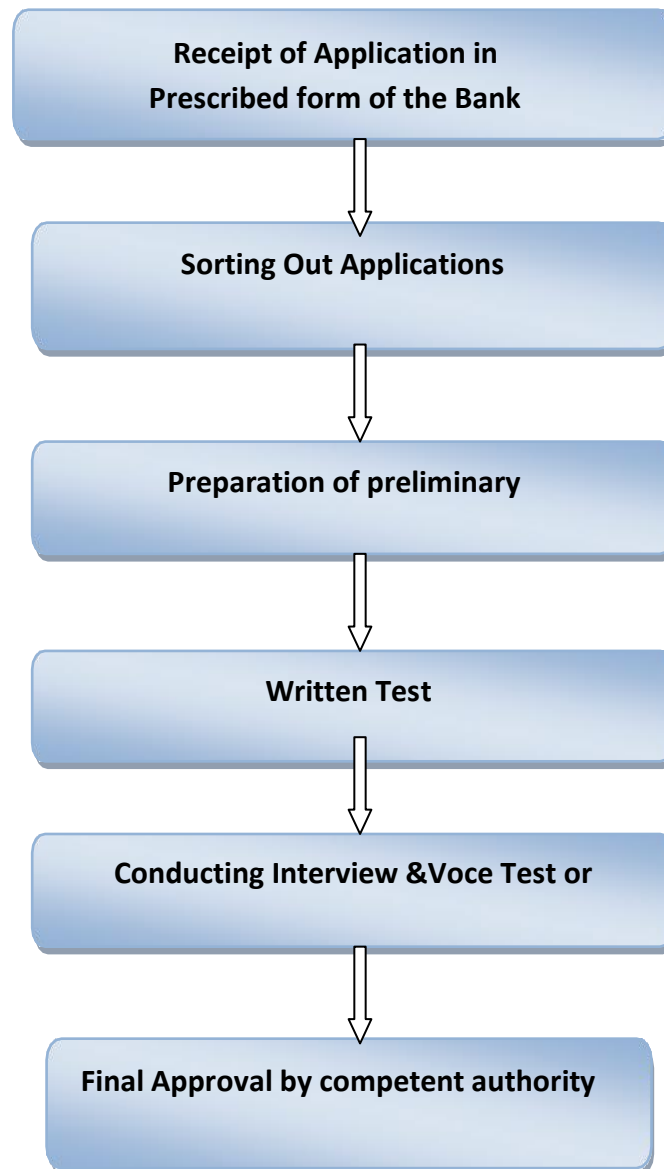 Receipt of Application in
Prescribed form of the Bank
Sorting Out Applications
Preparation of preliminary
Written Test
Conducting Interview &Voce Test or
Final Approval by competent authority